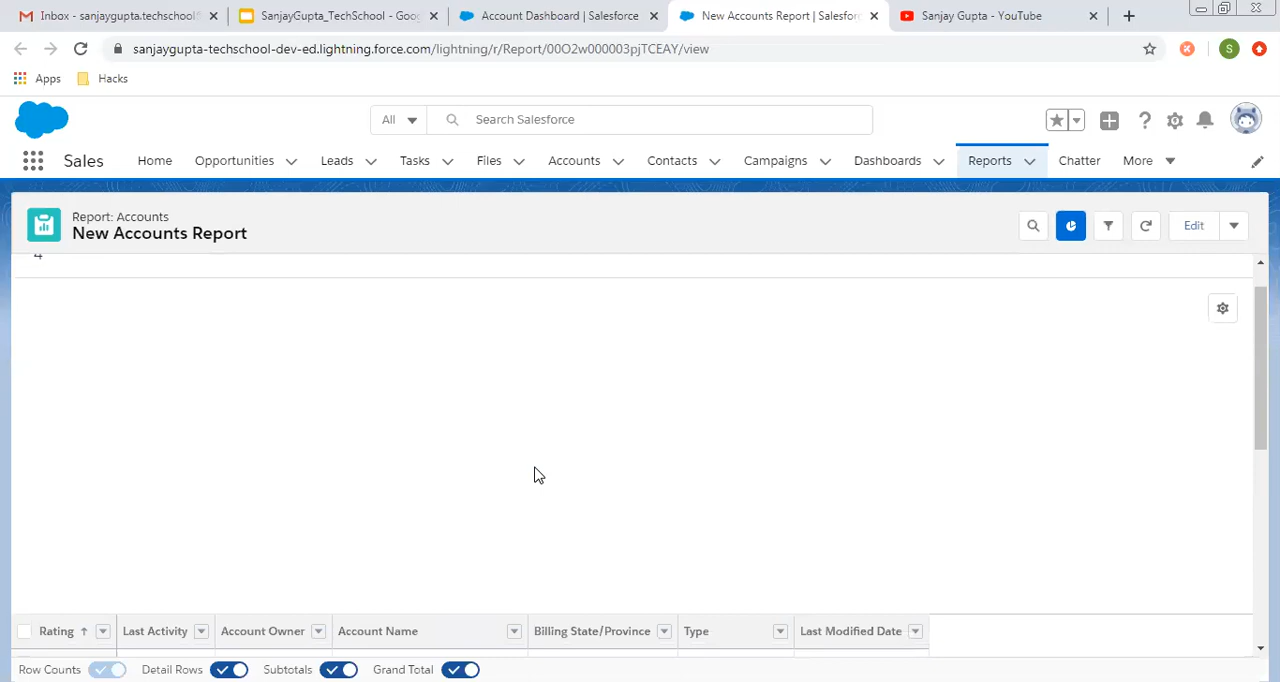 Inbox - sanjaygupta.techschool
SanjayGupta_TechSchool - Goog
Account Dashboard | Salesforce
New Accounts Report | Salesfor
Sanjay Gupta - YouTube
sanjaygupta-techschool-dev-ed.lightning.force.com/lightning/r/Report/00O2w000003pjTCEAY/view
S
Apps
Hacks
All
Search Salesforce
Sales
Home
Opportunities
Leads
Tasks
Files
Accounts
Contacts
Campaigns
Dashboards
Reports
Chatter
More
Report: Accounts
New Accounts Report
Edit
4
Rating
Last Activity
Account Owner
Account Name
Billing State/Province
Type
Last Modified Date
Row Counts
Detail Rows
Subtotals
Grand Total